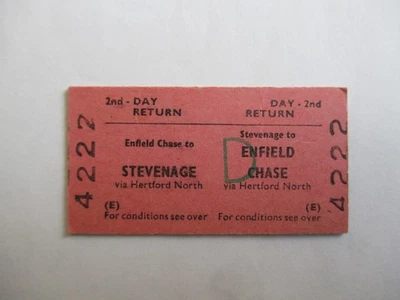 2nd - DAY
RETURN
Enfield Chase to
STEVENAGE
via Hertford North
(E)
For conditions see over
4222
DAY - 2nd
RETURN
Stevenage to
ENFIELD
CHASE
D
via Hertford North
(E)
For conditions see over
4222